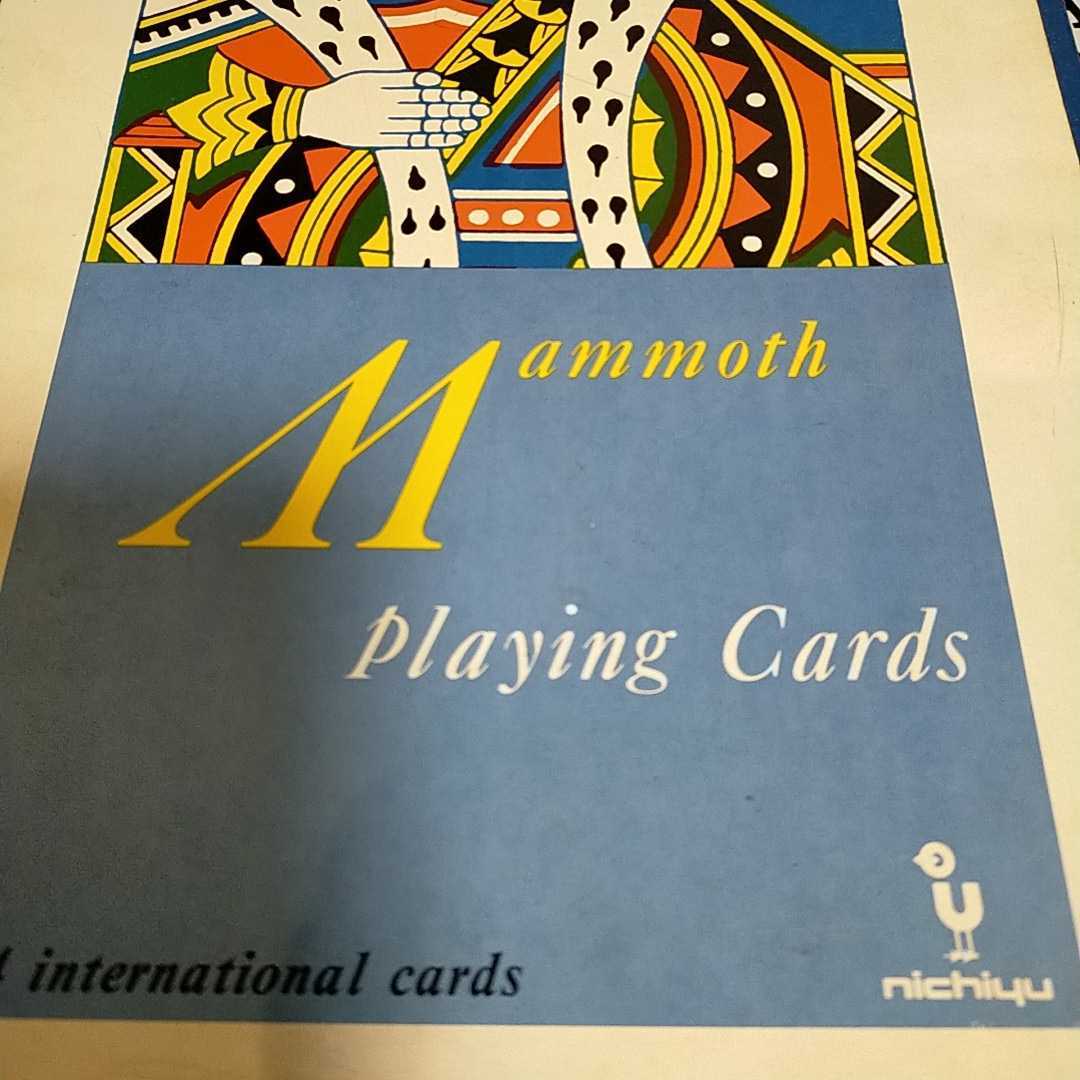 Mammoth
Playing Cards
international cards
nichiyu